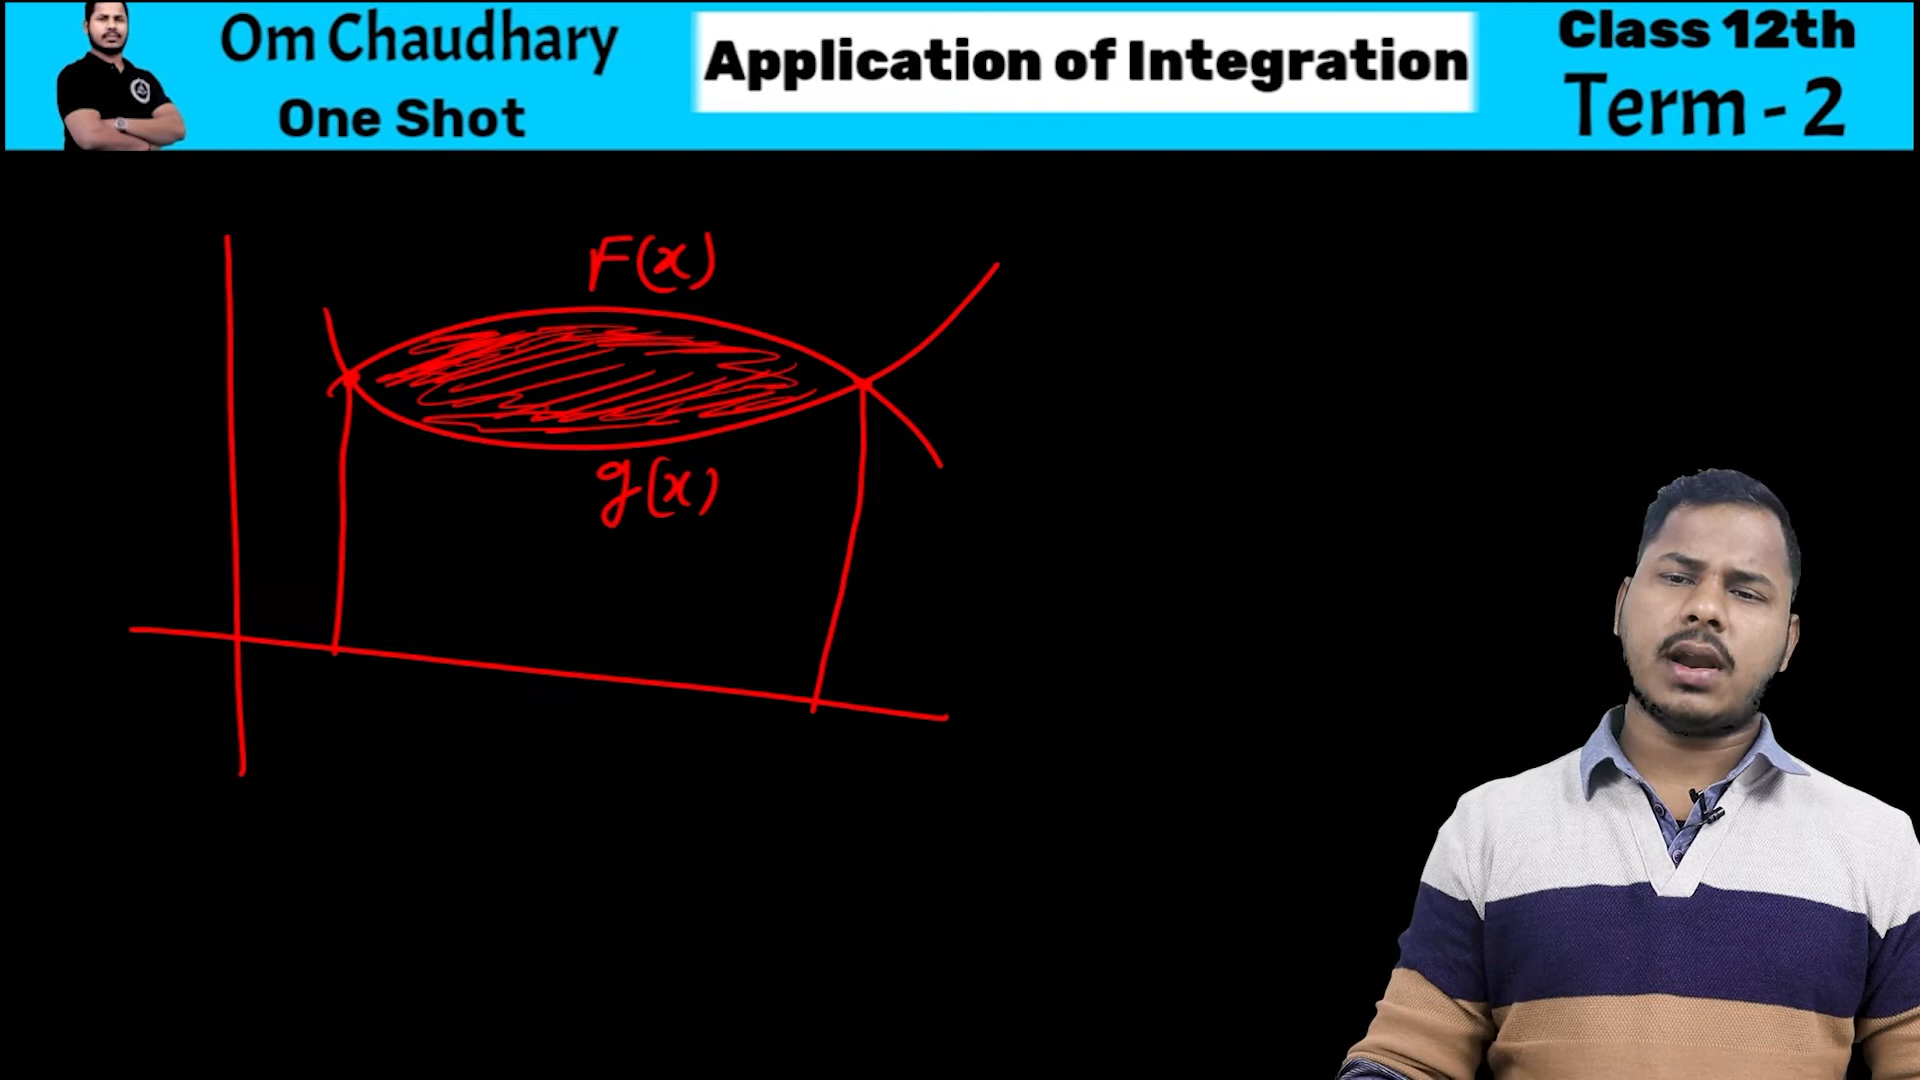 Om Chaudhary
One Shot
Application of Integration
Class 12th
Term - 2
F(x)
g(x)